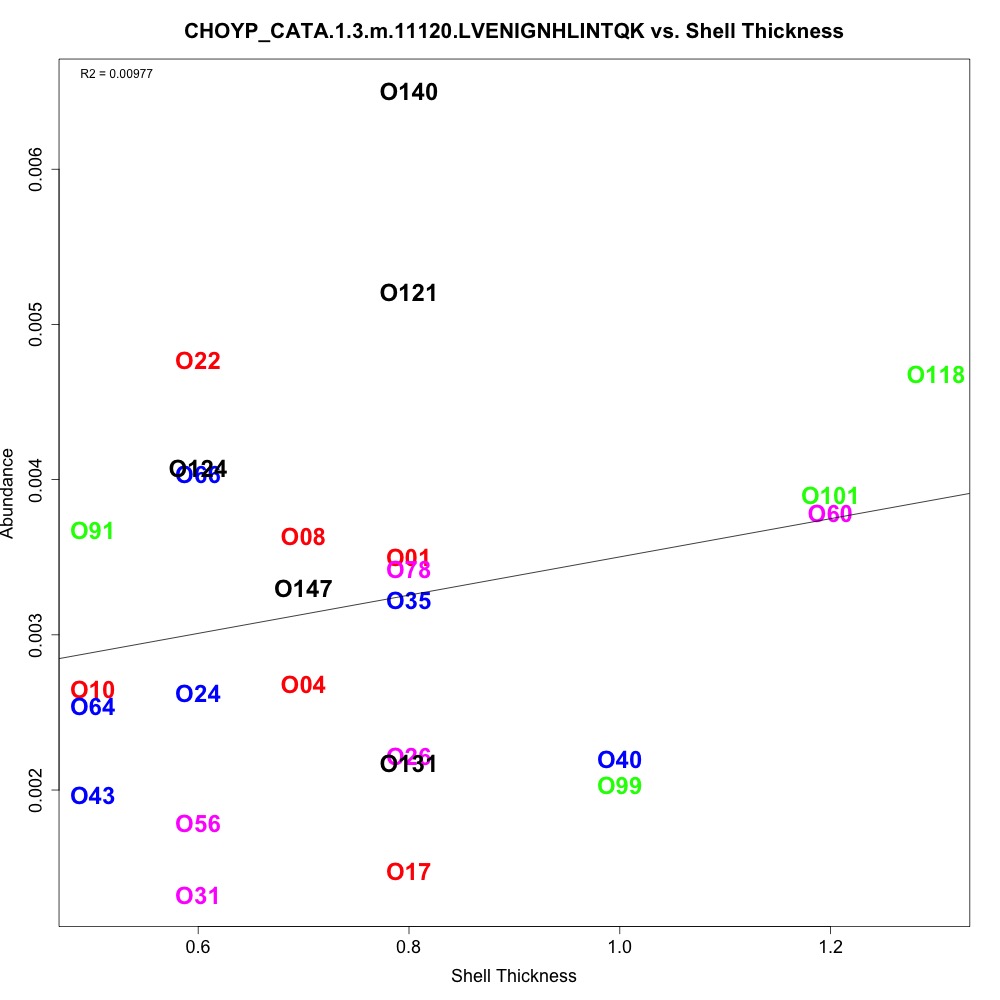 CHOYP_CATA.1.3.m.11120.LVENIGNHLINTQK vs. Shell Thickness
R2 = 0.00977
O140
0.006
O121
0.005
O22
O118
O124
O66
0.004
O101
O60
O91
O08
O01
O78
O147
O35
Abundance
0.003
O10
O64
O24
O04
O26
O131
O40
O99
0.002
O43
O56
O17
O31
0.6 0.8 1.0 1.2
Shell Thickness